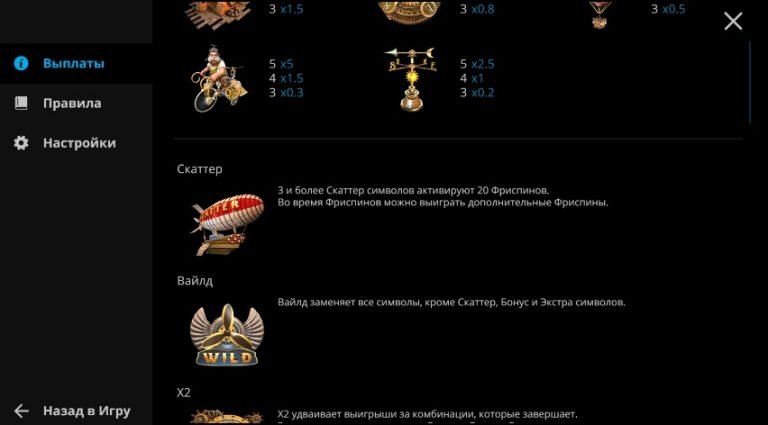 3 x1.5
3 x0.8
3 x0.5
Выплаты
5 x5
4 x1.5
3 x0.3
5 x2.5
4 x1
3 x0.2
Правила
Настройки
Скаттер
3 и более Скаттер символов активируют 20 Фриспинов.
Во время Фриспинов можно выиграть дополнительные Фриспины.
Вайлд
Вайлд заменяет все символы, кроме Скаттер, Бонус и Экстра символов.
WILD
X2
X2 удваивает выигрыши за комбинации, которые завершает.
Назад в Игру